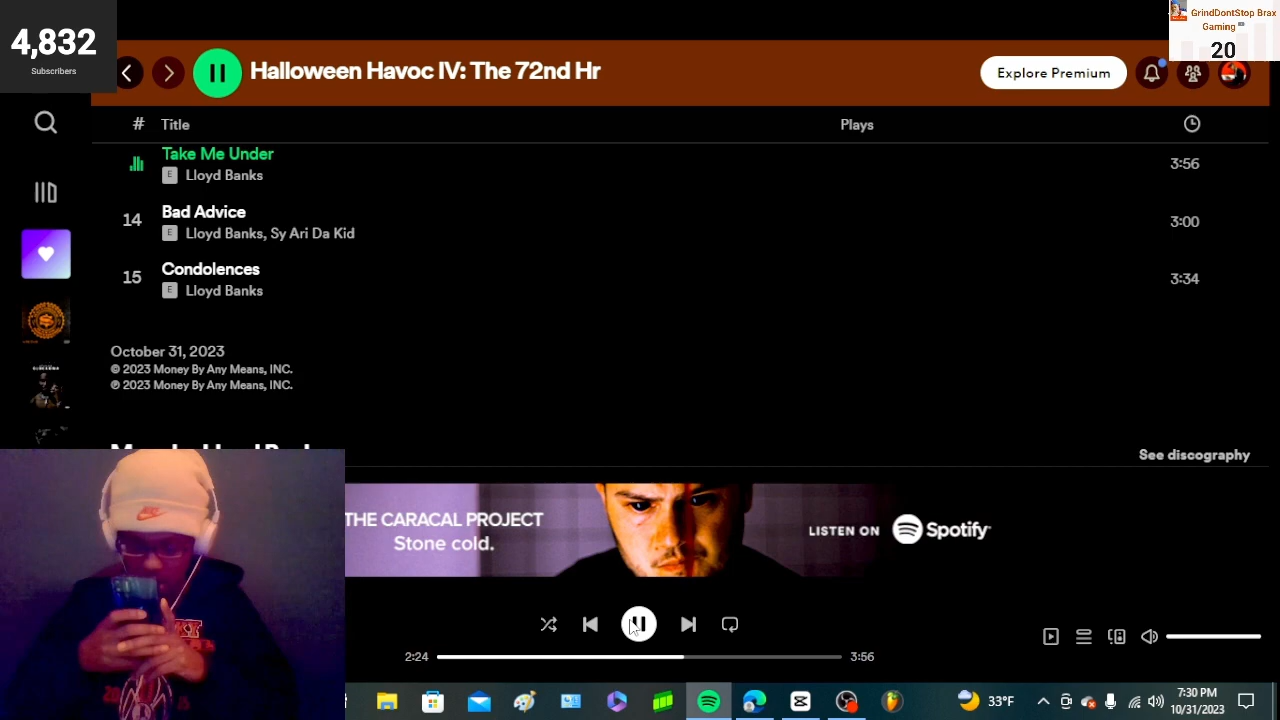 4,832
Subscribers
GrindDontStop Brax
Gaming
20
Halloween Havoc IV: The 72nd Hr
Explore Premium
# Title Plays
Take Me Under
E Lloyd Banks
3:56
14 Bad Advice
E Lloyd Banks, Sy Ari Da Kid
3:00
15 Condolences
E Lloyd Banks
3:34
October 31, 2023
© 2023 Money By Any Means, INC.
℗ 2023 Money By Any Means, INC.
See discography
THE CARACAL PROJECT
Stone cold.
LISTEN ON Spotify
2:24 3:56
33°F
7:30 PM
10/31/2023